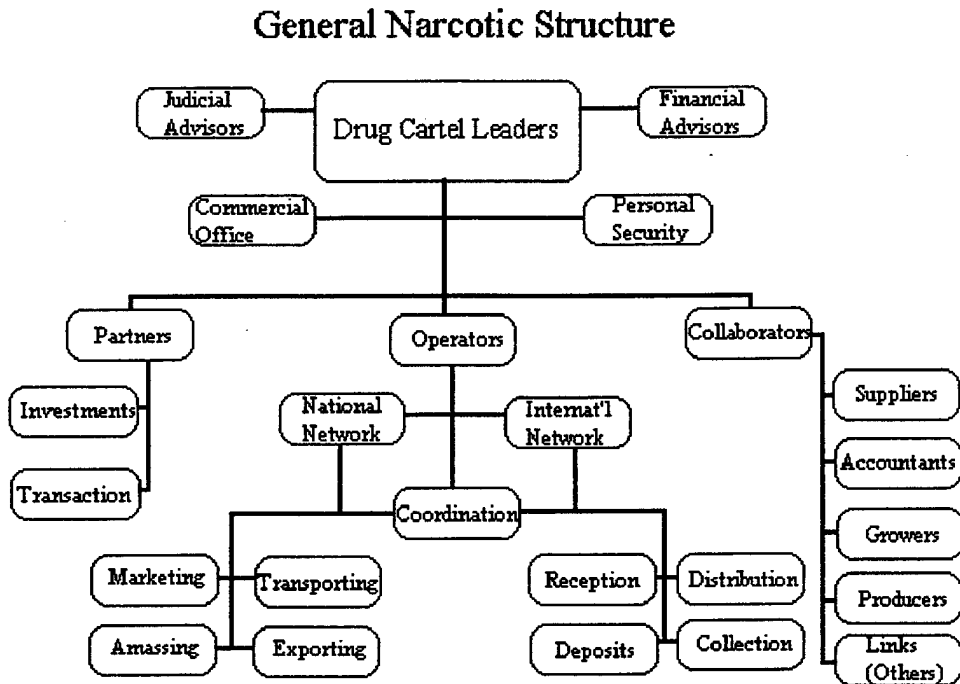 General Narcotic Structure
Judicial
Advisors
Drug Cartel Leaders
Financial
Advisors
Commercial
Office
Personal
Security
Partners
Operators
Collaborators
Investments
Transaction
National
Network
Internat'l
Network
Coordination
Marketing
Transporting
Amassing
Exporting
Reception
Distribution
Deposits
Collection
Suppliers
Accountants
Growers
Producers
Links
(Others)